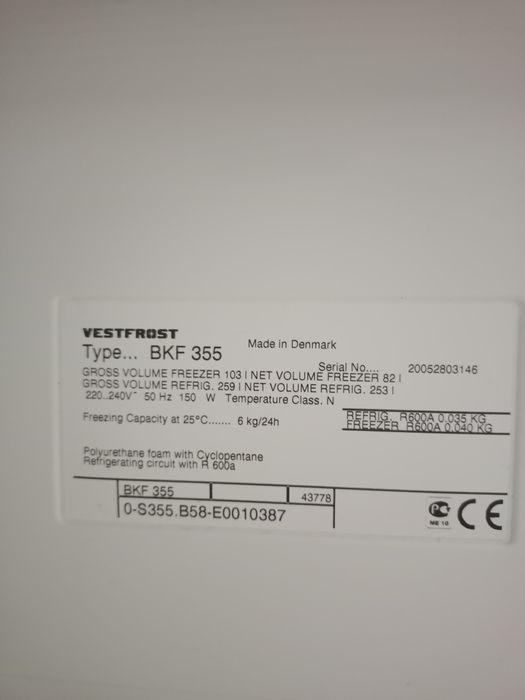 VESTFROST
Type... BKF 355
Made in Denmark
Serial No.... 20052803146
GROSS VOLUME FREEZER 103 l NET VOLUME FREEZER 82 l
GROSS VOLUME REFRIG. 259 l NET VOLUME REFRIG. 253 l
220..240V~ 50 Hz 150 W Temperature Class. N
Freezing Capacity at 25°C....... 6 kg/24h
REFRIG. R600A 0.035 KG
FREEZER R600A 0.040 KG
Polyurethane foam with Cyclopentane
Refrigerating circuit with R 600a
BKF 355 43778
0-S355.B58-E0010387
ME 10
CE